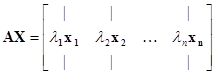 AX = [ | | | 
λ₁x₁ λ₂x₂ … λₙxₙ
| | | ]